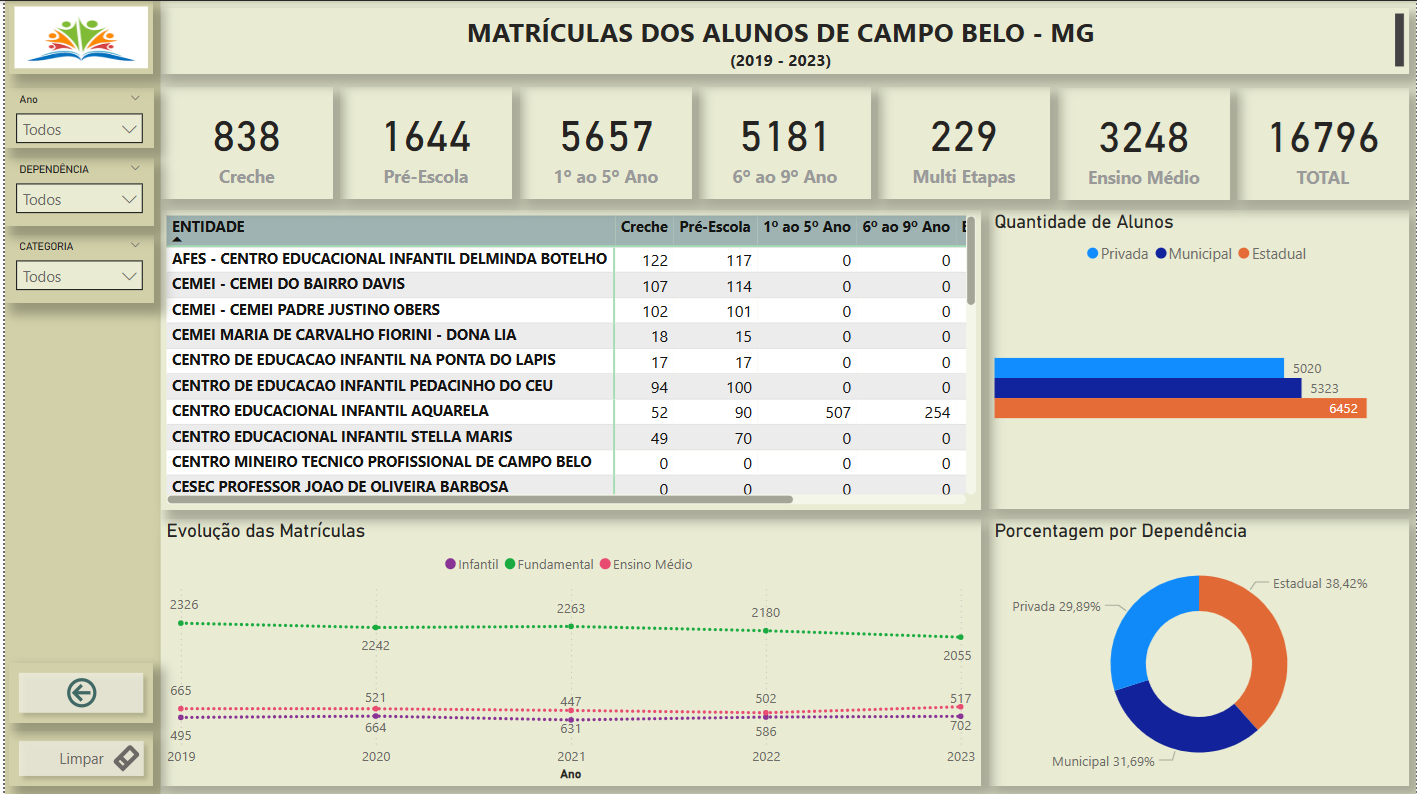 MATRÍCULAS DOS ALUNOS DE CAMPO BELO - MG
(2019 - 2023)
Ano
Todos
DEPENDÊNCIA
Todos
CATEGORIA
Todos
Limpar
838
Creche
1644
Pré-Escola
5657
1º ao 5º Ano
5181
6º ao 9º Ano
229
Multi Etapas
3248
Ensino Médio
16796
TOTAL
ENTIDADE Creche Pré-Escola 1º ao 5º Ano 6º ao 9º Ano
AFES - CENTRO EDUCACIONAL INFANTIL DELMINDA BOTELHO 122 117 0 0
CEMEI - CEMEI DO BAIRRO DAVIS 107 114 0 0
CEMEI - CEMEI PADRE JUSTINO OBERS 102 101 0 0
CEMEI MARIA DE CARVALHO FIORINI - DONA LIA 18 15 0 0
CENTRO DE EDUCACAO INFANTIL NA PONTA DO LAPIS 17 17 0 0
CENTRO DE EDUCACAO INFANTIL PEDACINHO DO CEU 94 100 0 0
CENTRO EDUCACIONAL INFANTIL AQUARELA 52 90 507 254
CENTRO EDUCACIONAL INFANTIL STELLA MARIS 49 70 0 0
CENTRO MINEIRO TECNICO PROFISSIONAL DE CAMPO BELO 0 0 0 0
CESEC PROFESSOR JOAO DE OLIVEIRA BARBOSA 0 0 0 0
Quantidade de Alunos
Privada Municipal Estadual
5020
5323
6452
Evolução das Matrículas
Infantil Fundamental Ensino Médio
2326 2242 2263 2180 2055
665 521 447 502 517
495 664 631 586 702
2019 2020 2021 2022 2023
Ano
Porcentagem por Dependência
Estadual 38,42%
Privada 29,89%
Municipal 31,69%